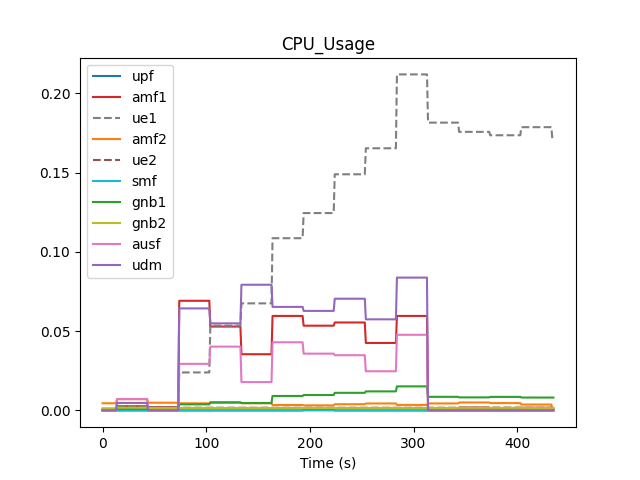 CPU_Usage
0.20
0.15
0.10
0.05
0.00
upf
amf1
ue1
amf2
ue2
smf
gnb1
gnb2
ausf
udm
0
100
200
300
400
Time (s)